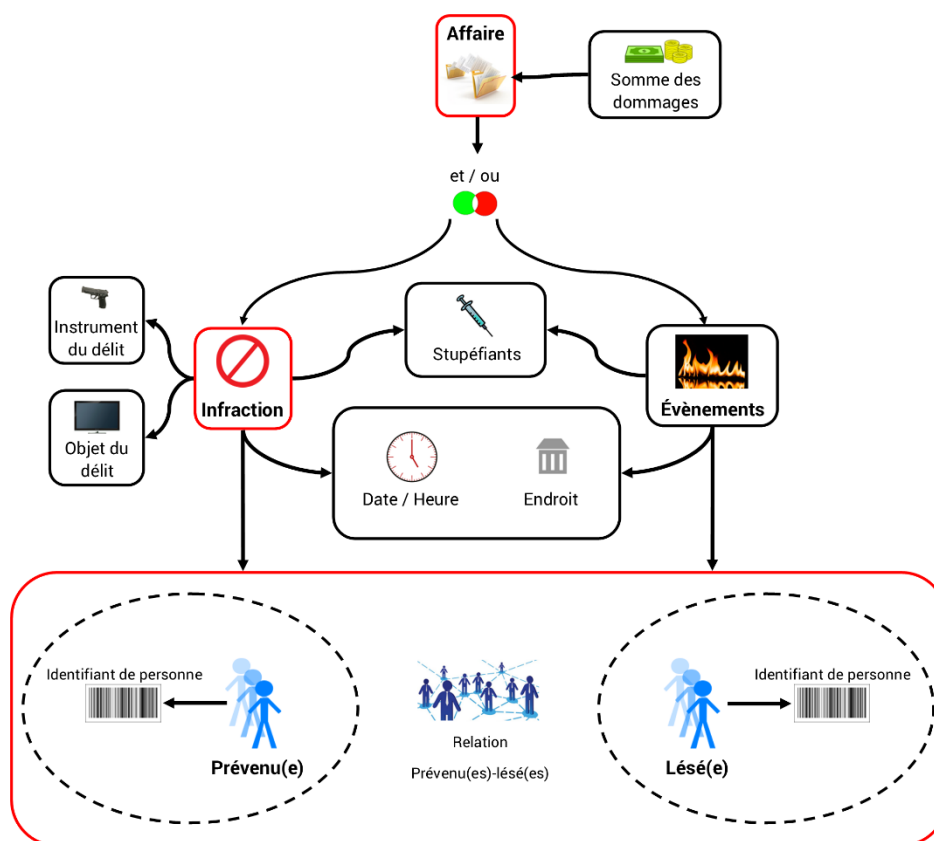 Affaire
Somme des
dommages
et / ou
Instrument
du délit
Stupéfiants
Infraction
Évènements
Objet du
délit
Date / Heure
Endroit
Identifiant de personne
Identifiant de personne
Relation
Prévenu(e)
Prévenu(es)-lésé(es)
Lésé(e)